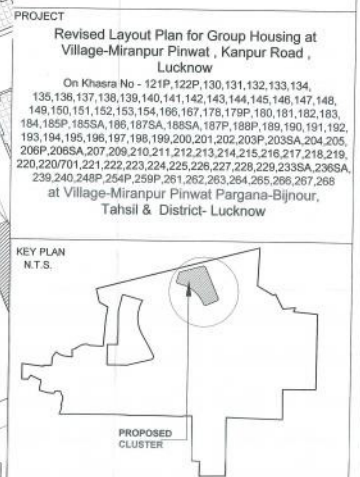 PROJECT
Revised Layout Plan for Group Housing at
Village-Miranpur Pinwat , Kanpur Road ,
Lucknow
On Khasra No - 121P,122P,130,131,132,133,134,
135,136,137,138,139,140,141,142,143,144,145,146,147,148,
149,150,151,152,153,154,166,167,178,179P,180,181,182,183,
184,185P,185SA,186,187SA,188SA,187P,188P,189,190,191,192,
193,194,195,196,197,198,199,200,201,202,203P,203SA,204,205,
206P,206SA,207,209,210,211,212,213,214,215,216,217,218,219,
220,220/701,221,222,223,224,225,226,227,228,229,233SA,236SA,
239,240,248P,254P,259P,261,262,263,264,265,266,267,268
at Village-Miranpur Pinwat Pargana-Bijnour,
Tahsil & District- Lucknow
KEY PLAN
N.T.S.
PROPOSED
CLUSTER